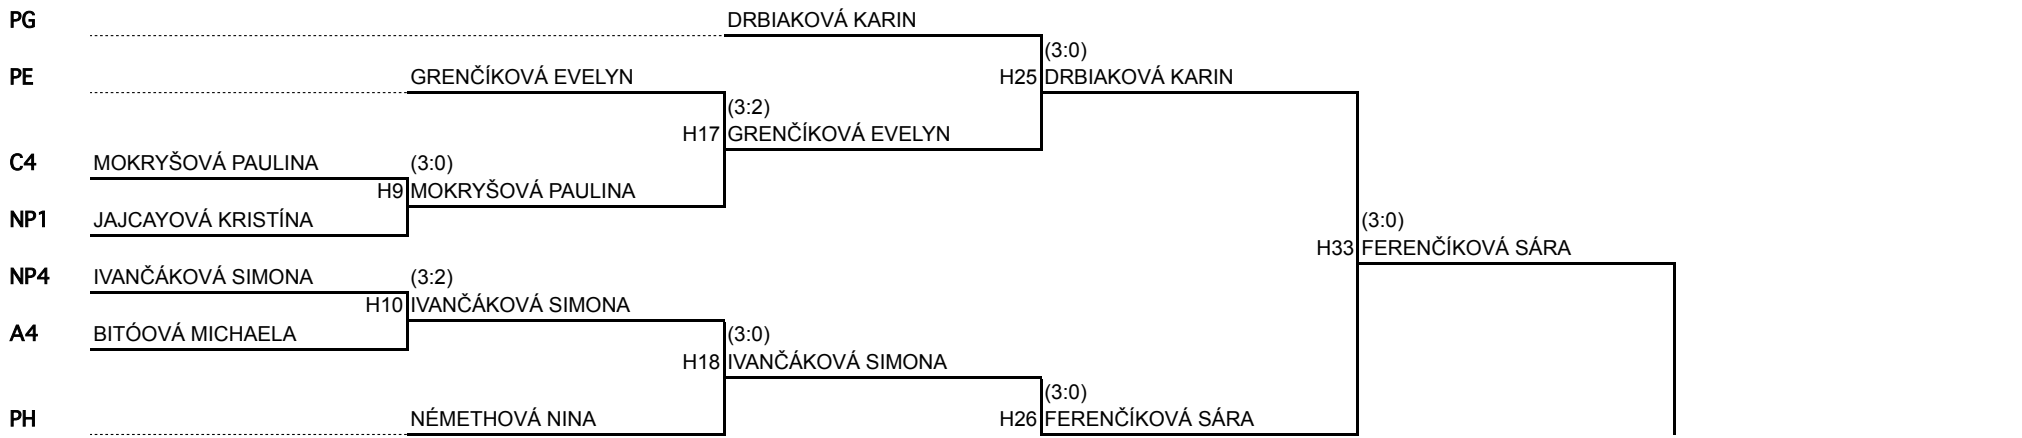 PG DRBIAKOVÁ KARIN
(3:0)
PE GRENČÍKOVÁ EVELYN H25 DRBIAKOVÁ KARIN
(3:2)
H17 GRENČÍKOVÁ EVELYN
C4 MOKRYŠOVÁ PAULINA (3:0)
H9 MOKRYŠOVÁ PAULINA
NP1 JAJCAYOVÁ KRISTÍNA (3:0)
H33 FERENČÍKOVÁ SÁRA
NP4 IVANČÁKOVÁ SIMONA (3:2)
H10 IVANČÁKOVÁ SIMONA
A4 BITÓOVÁ MICHAELA (3:0)
H18 IVANČÁKOVÁ SIMONA
(3:0)
PH NÉMETHOVÁ NINA H26 FERENČÍKOVÁ SÁRA